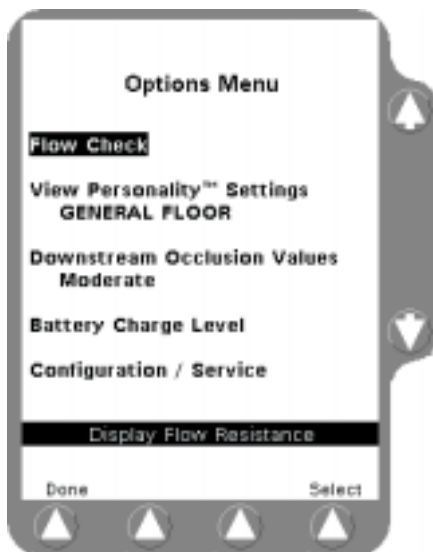 Options Menu
Flow Check
View Personality™ Settings
GENERAL FLOOR
Downstream Occlusion Values
Moderate
Battery Charge Level
Configuration / Service
Display Flow Resistance
Done Select